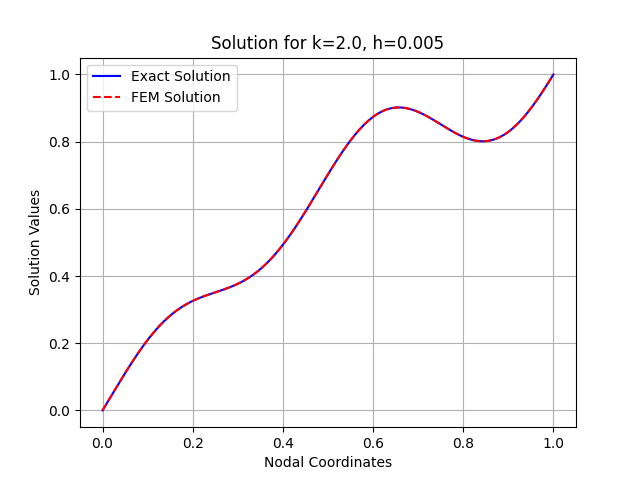 Solution for k=2.0, h=0.005
Exact Solution
FEM Solution
1.0
0.8
0.6
0.4
0.2
0.0
Solution Values
0.0 0.2 0.4 0.6 0.8 1.0
Nodal Coordinates